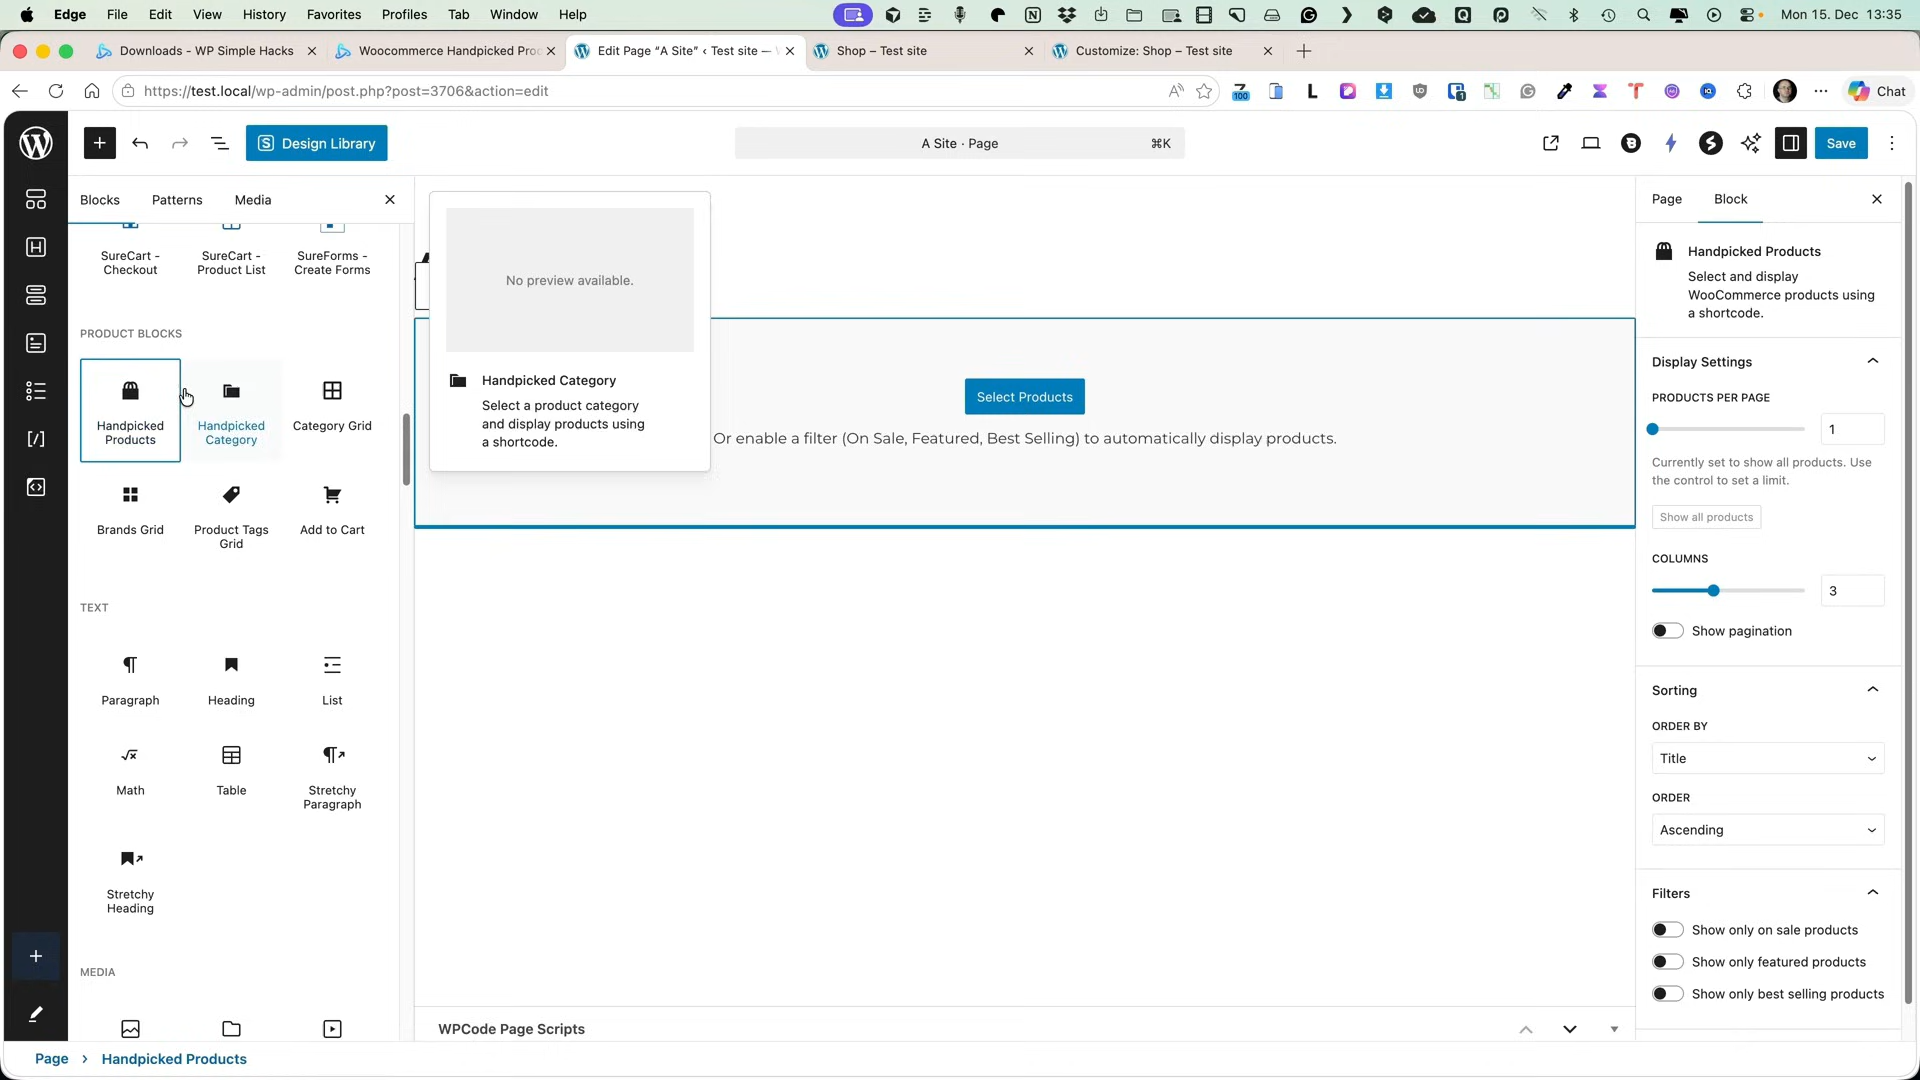 Edge File Edit View History Favorites Profiles Tab Window Help
Mon 15. Dec 13:35
Downloads - WP Simple Hacks
Woocommerce Handpicked Pro
Edit Page “A Site” ‹ Test site —
Shop – Test site
Customize: Shop – Test site
https://test.local/wp-admin/post.php?post=3706&action=edit
100
1
Chat
Design Library
A Site · Page
⌘K
Save
Blocks
Patterns
Media
SureCart -
Checkout
SureCart -
Product List
SureForms -
Create Forms
PRODUCT BLOCKS
Handpicked
Products
Handpicked
Category
Category Grid
Brands Grid
Product Tags
Grid
Add to Cart
TEXT
Paragraph
Heading
List
Math
Table
Stretchy
Paragraph
Stretchy
Heading
MEDIA
No preview available.
Handpicked Category
Select a product category
and display products using
a shortcode.
Select Products
Or enable a filter (On Sale, Featured, Best Selling) to automatically display products.
WPCode Page Scripts
Page
Block
Handpicked Products
Select and display
WooCommerce products using
a shortcode.
Display Settings
PRODUCTS PER PAGE
1
Currently set to show all products. Use
the control to set a limit.
Show all products
COLUMNS
3
Show pagination
Sorting
ORDER BY
Title
ORDER
Ascending
Filters
Show only on sale products
Show only featured products
Show only best selling products
Page › Handpicked Products